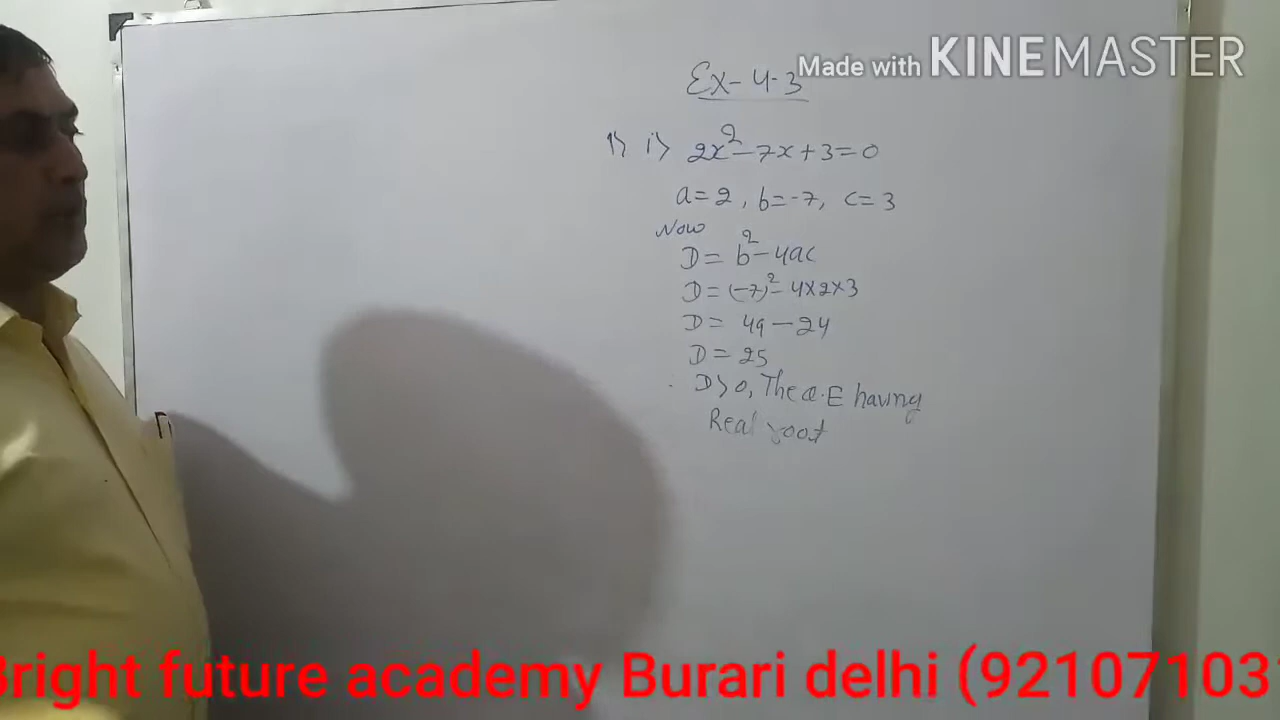 Made with KINEMASTER
Ex-4.3
1) i) 2x²-7x+3=0
a=2, b=-7, c=3
Now
D = b²-4ac
D = (-7)²-4×2×3
D = 49-24
D = 25
D>0, The Q.E having
Real root
Bright future academy Burari delhi (921071031